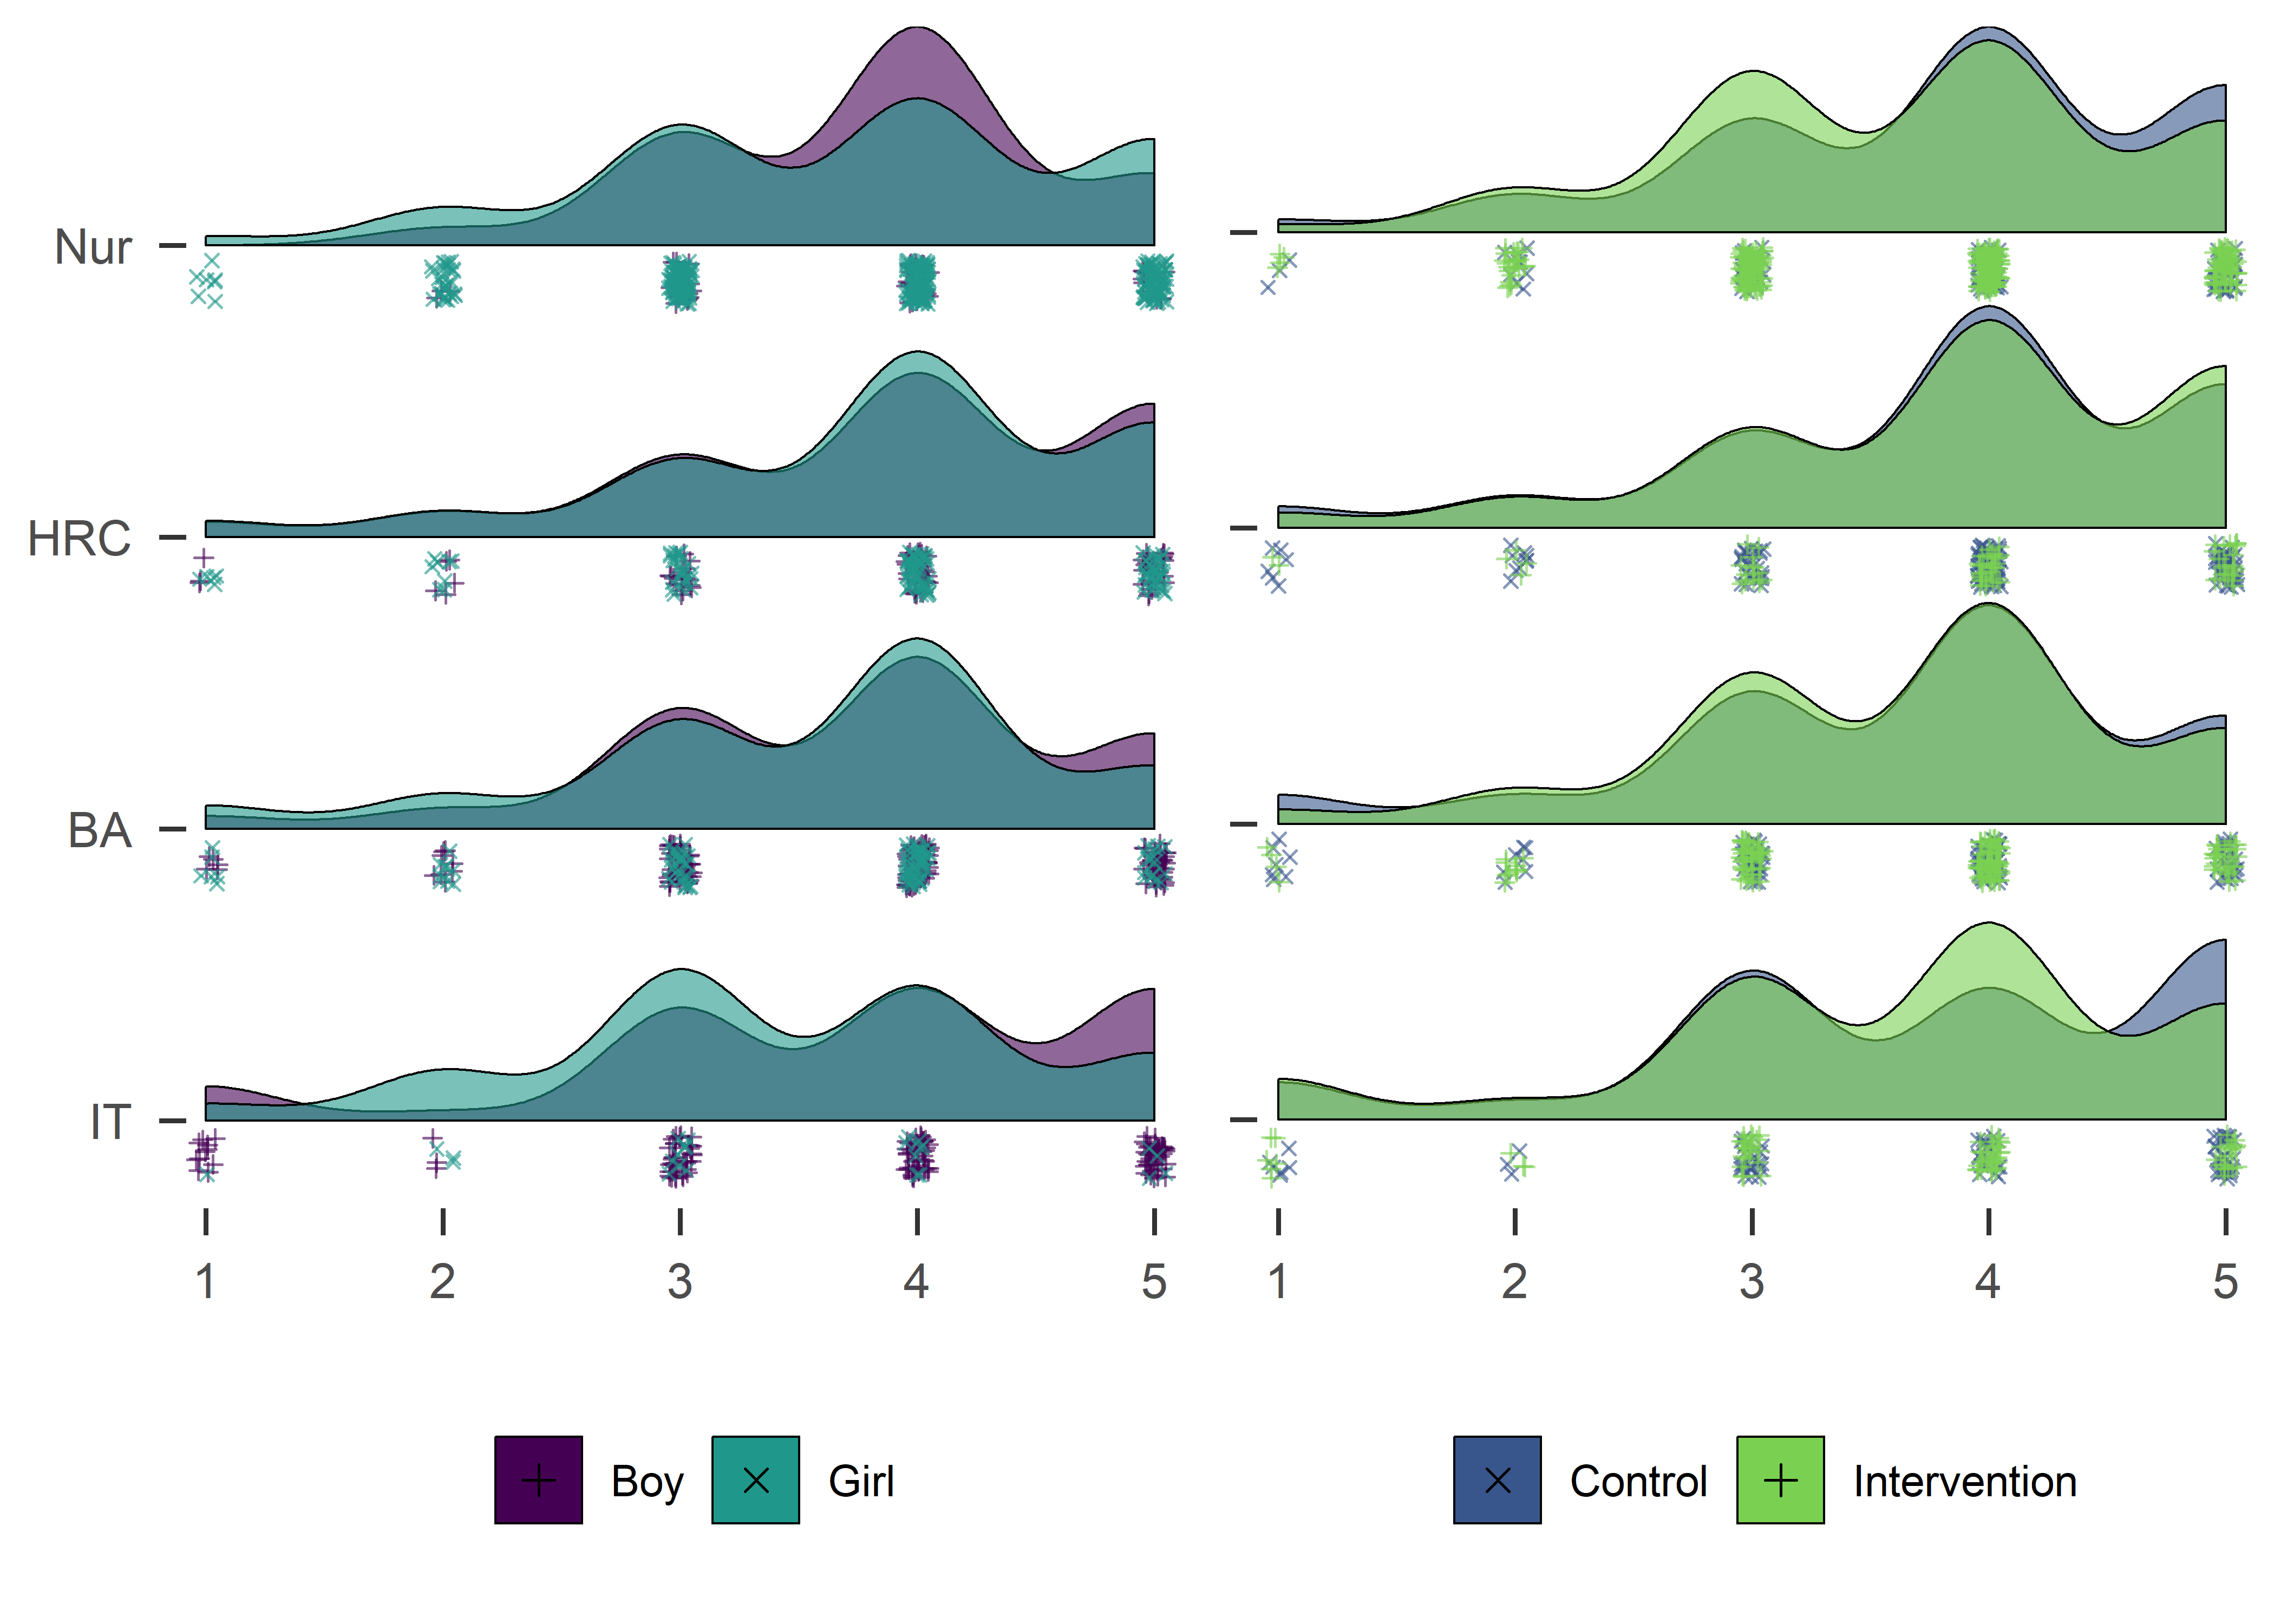 Nur
HRC
BA
IT
1 2 3 4 5 1 2 3 4 5
Boy Girl Control Intervention